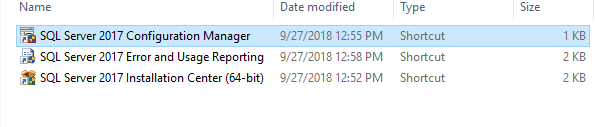 Name Date modified Type Size
SQL Server 2017 Configuration Manager 9/27/2018 12:55 PM Shortcut 1 KB
SQL Server 2017 Error and Usage Reporting 9/27/2018 12:58 PM Shortcut 2 KB
SQL Server 2017 Installation Center (64-bit) 9/27/2018 12:52 PM Shortcut 2 KB